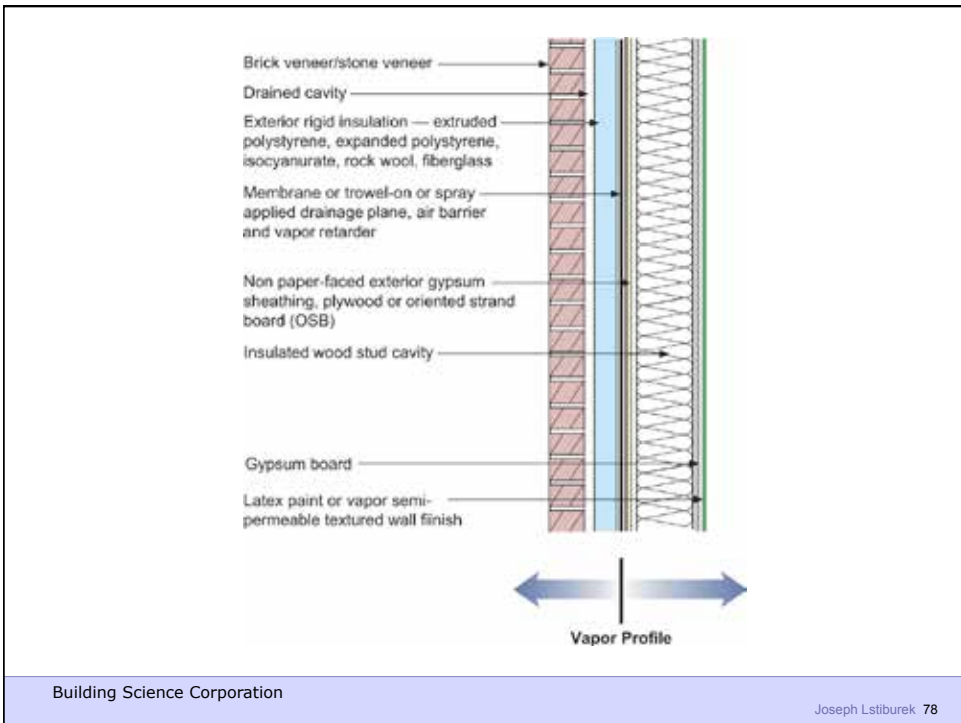 Brick veneer/stone veneer
Drained cavity
Exterior rigid insulation — extruded
polystyrene, expanded polystyrene,
isocyanurate, rock wool, fiberglass
Membrane or trowel-on or spray
applied drainage plane, air barrier
and vapor retarder
Non paper-faced exterior gypsum
sheathing, plywood or oriented strand
board (OSB)
Insulated wood stud cavity
Gypsum board
Latex paint or vapor semi-
permeable textured wall fiinish
Vapor Profile
Building Science Corporation
Joseph Lstiburek 78